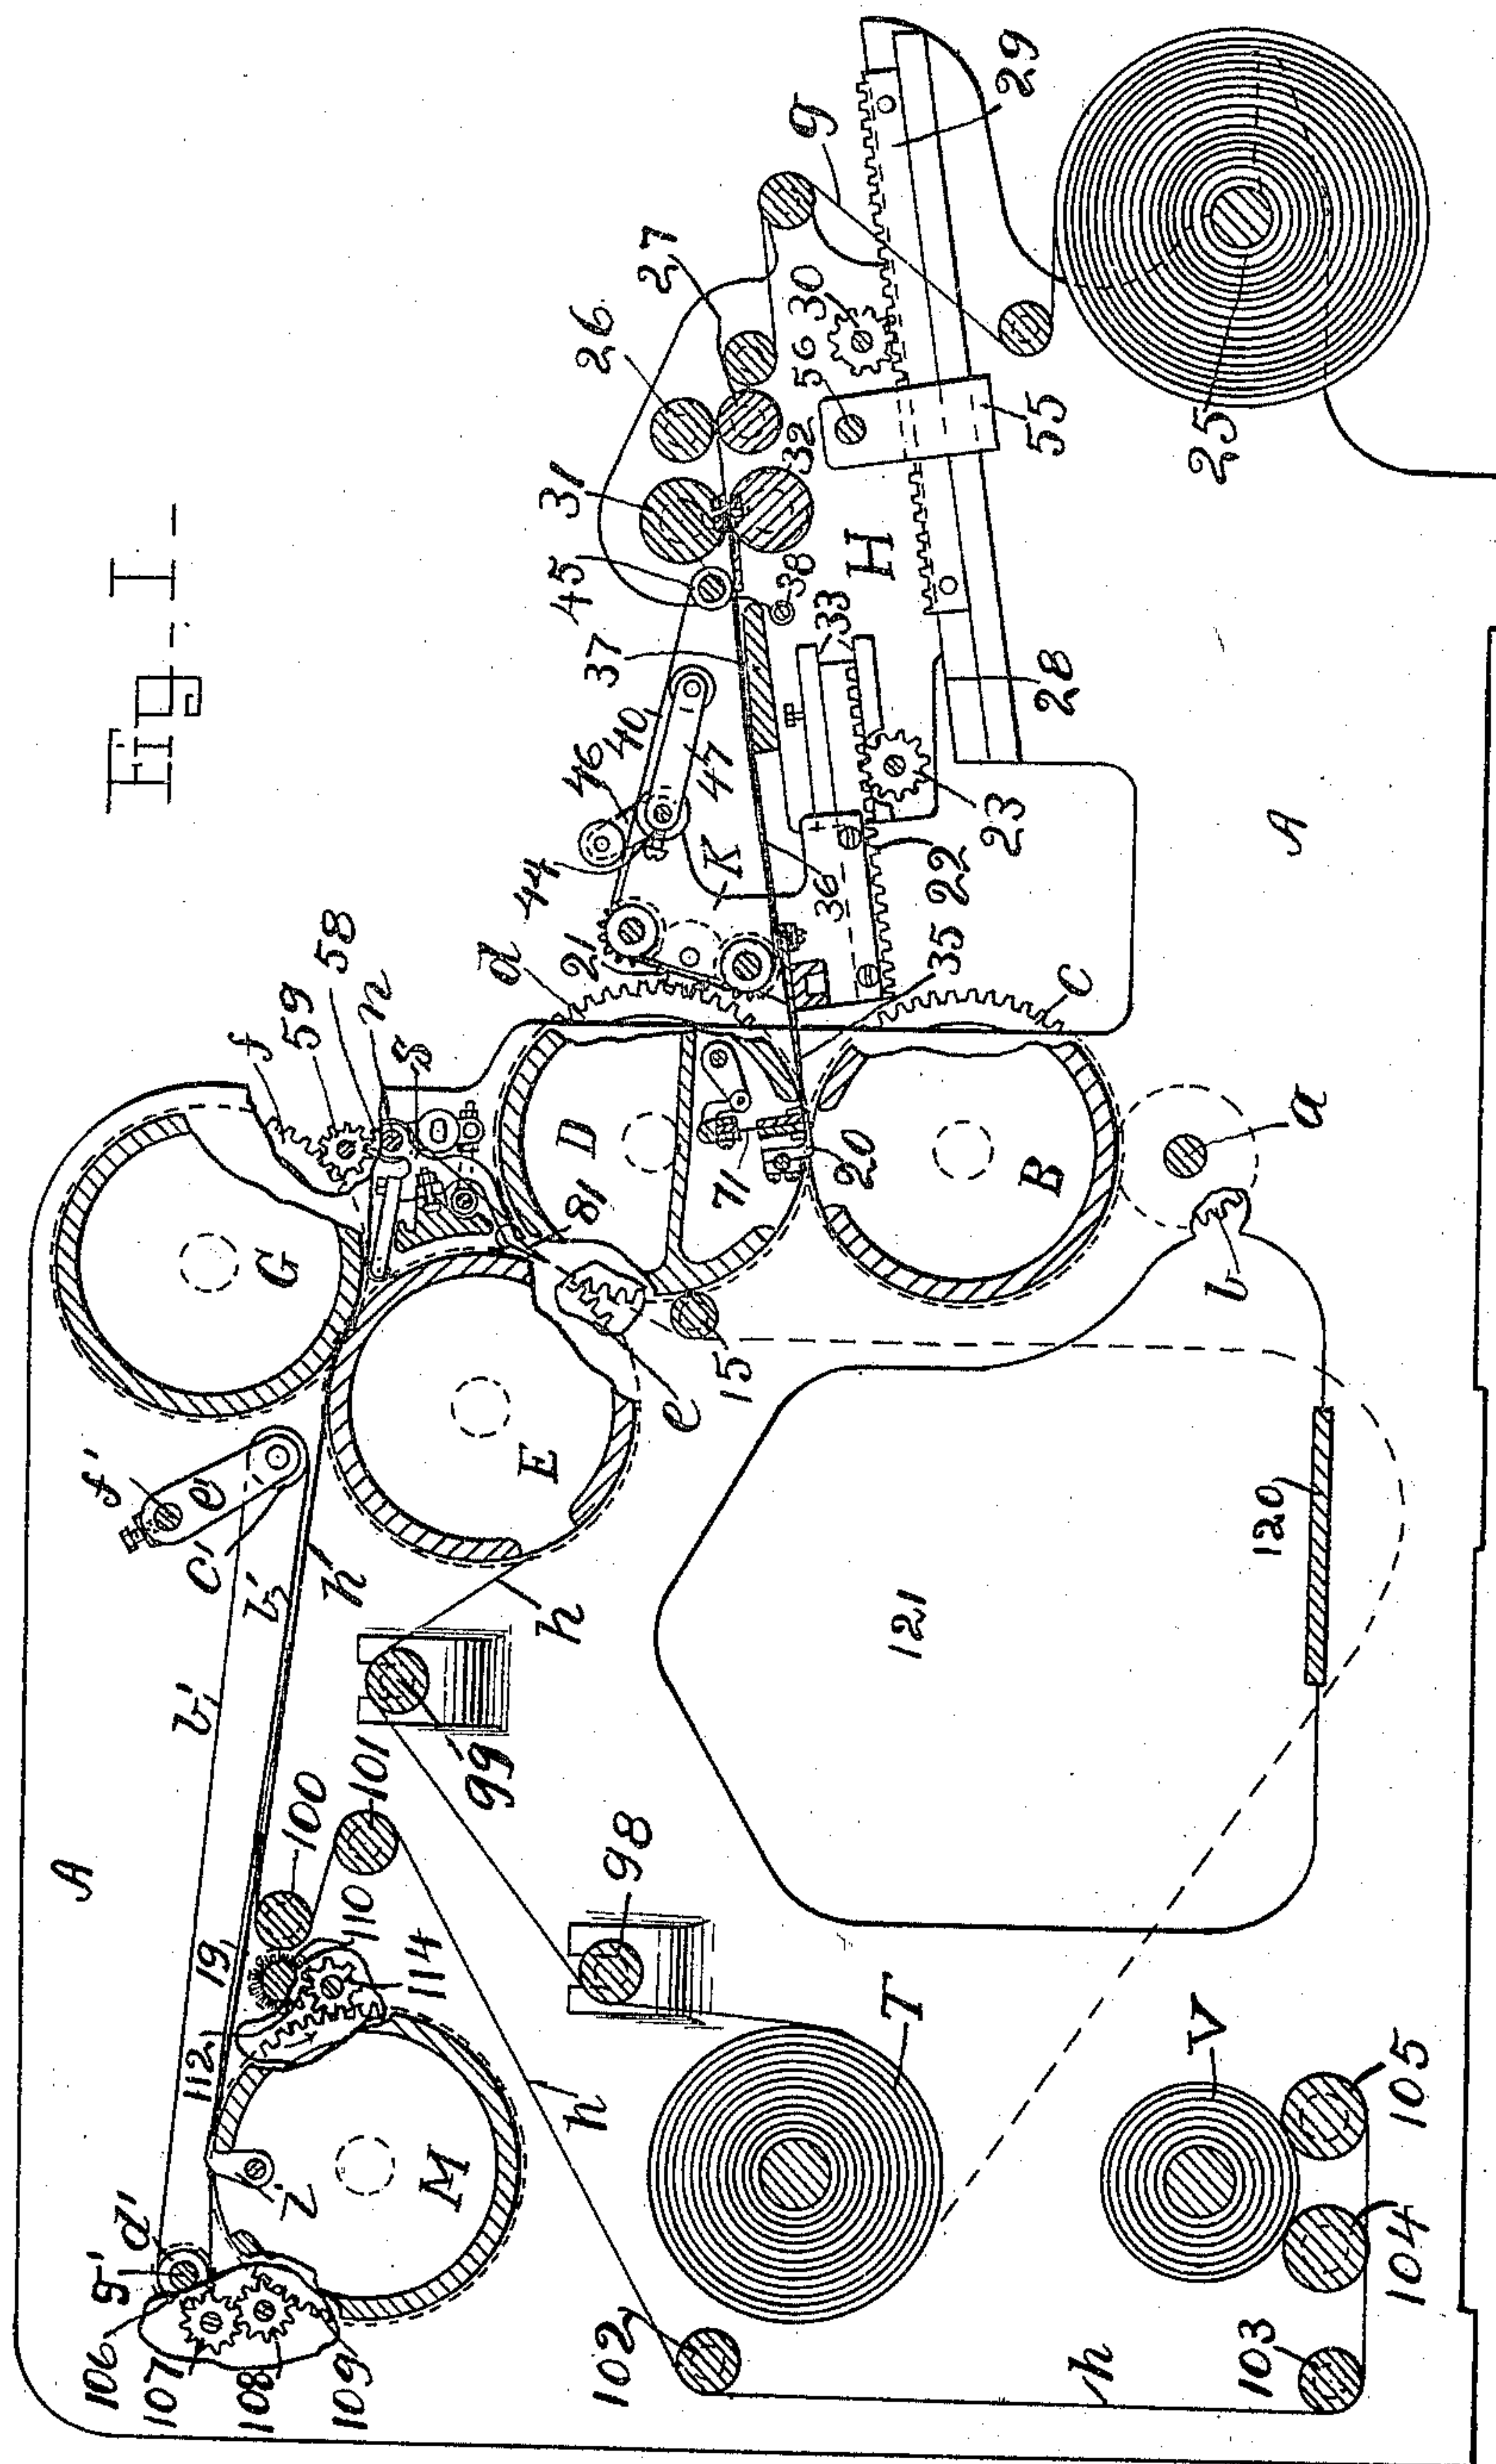 Fig. I.
A
G
f
59
58
n
s
d
21
44
46
40
47
K
37
45
31
26
27
g
29
56
30
32
38
H
33
55
25
28
36
23
22
35
C
A
D
71
20
B
a
b
81
15
e
E
f'
e'
c'
b'
b'
h
h
99
101
100
110
19
114
112
98
121
120
M
i
d'
g'
106
107
108
109
h
T
V
102
h
103
104
105